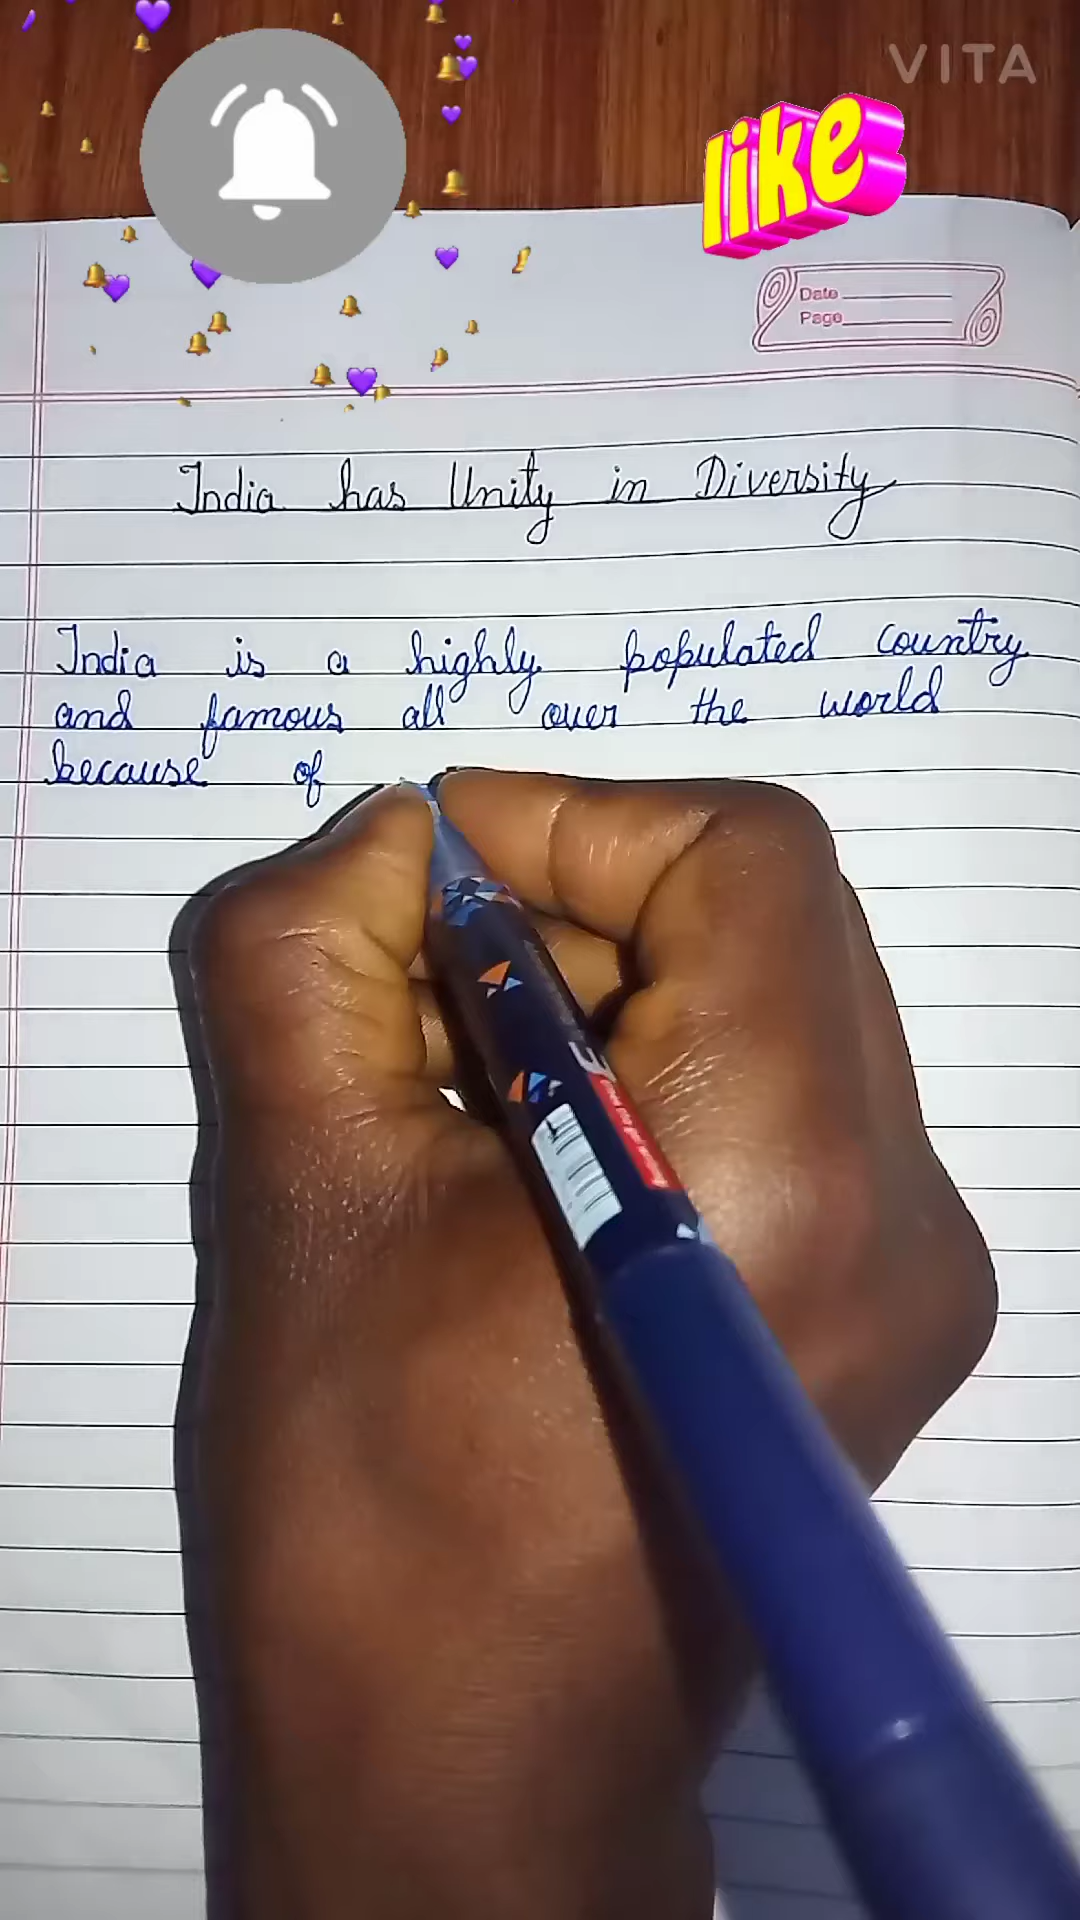 VITA
like
Date
Page
India has Unity in Diversity
India is a highly populated country
and famous all over the world
because of